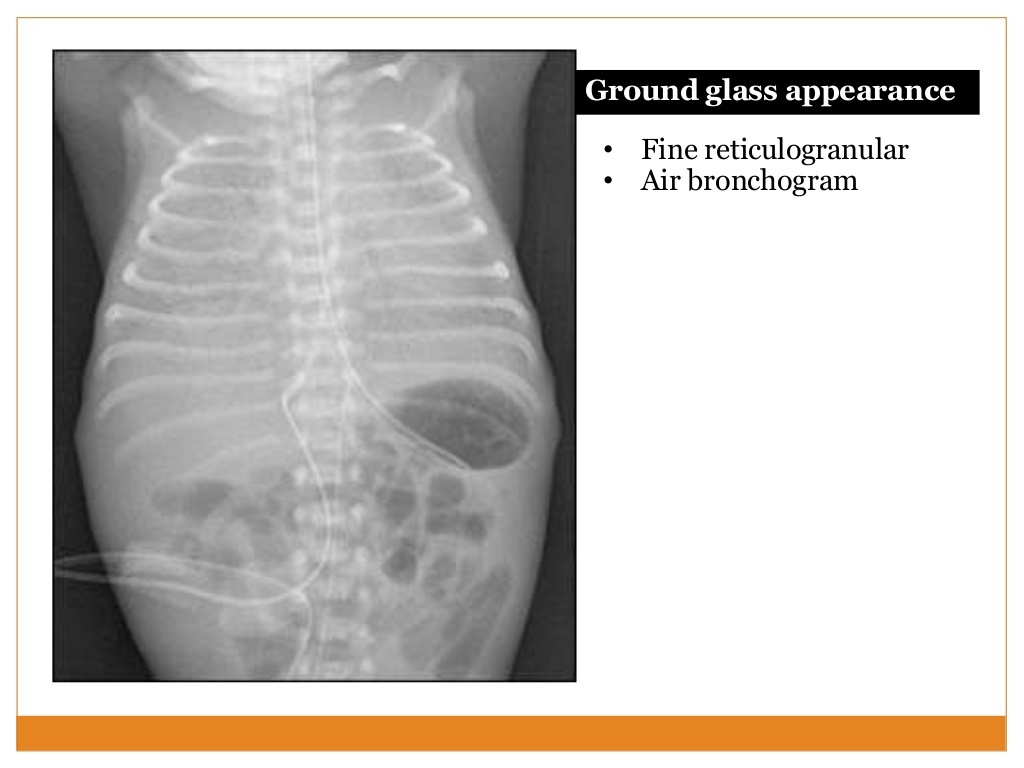 Ground glass appearance
• Fine reticulogranular
• Air bronchogram